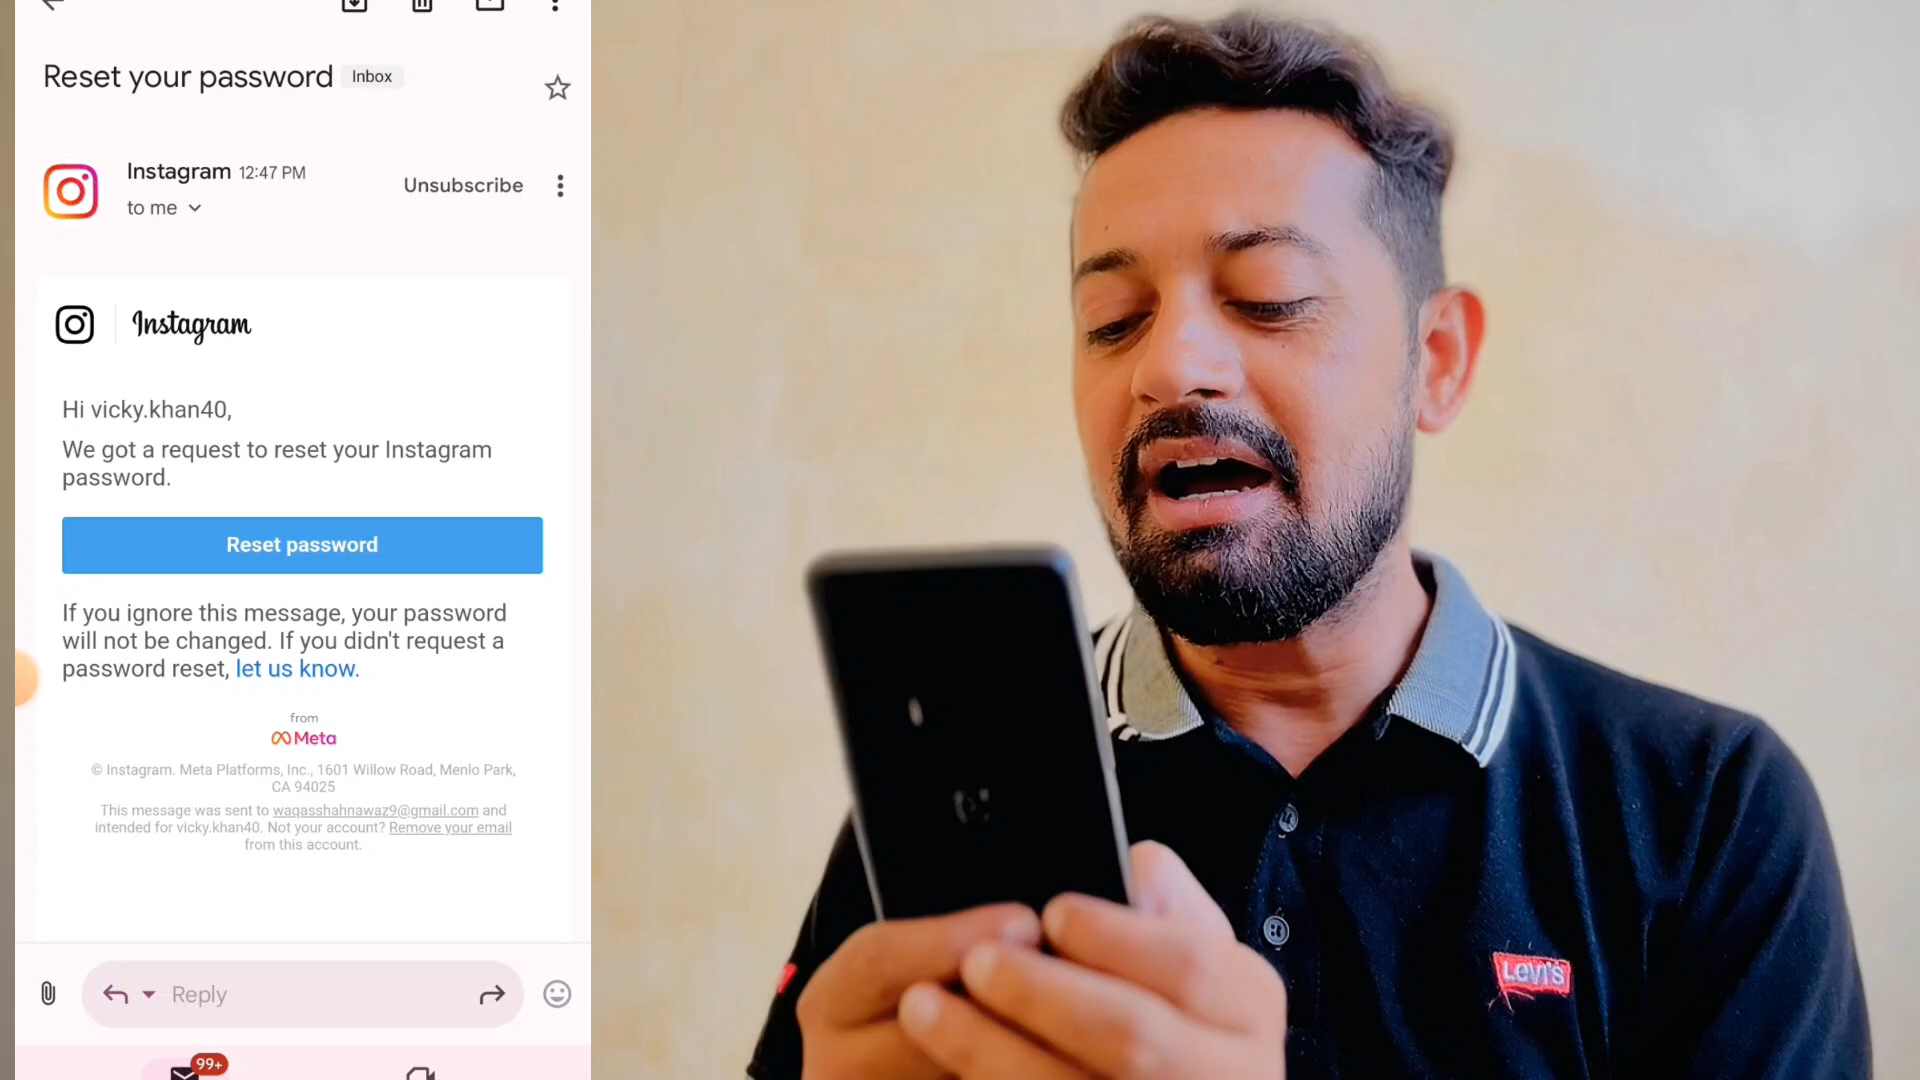 Reset your password Inbox
Instagram 12:47 PM
Unsubscribe
to me
Instagram
Hi vicky.khan40,
We got a request to reset your Instagram
password.
Reset password
If you ignore this message, your password
will not be changed. If you didn't request a
password reset, let us know.
from
Meta
© Instagram. Meta Platforms, Inc., 1601 Willow Road, Menlo Park,
CA 94025
This message was sent to waqasshahnawaz9@gmail.com and
intended for vicky.khan40. Not your account? Remove your email
from this account.
Reply
99+
Levi's